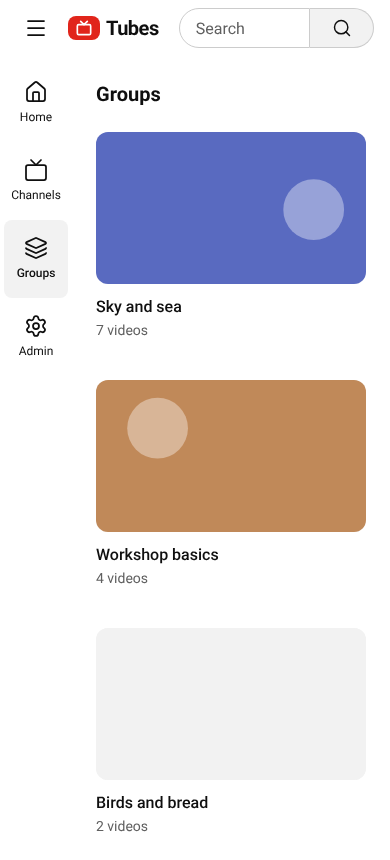 Tubes
Search
Home
Channels
Groups
Admin
Groups
Sky and sea
7 videos
Workshop basics
4 videos
Birds and bread
2 videos